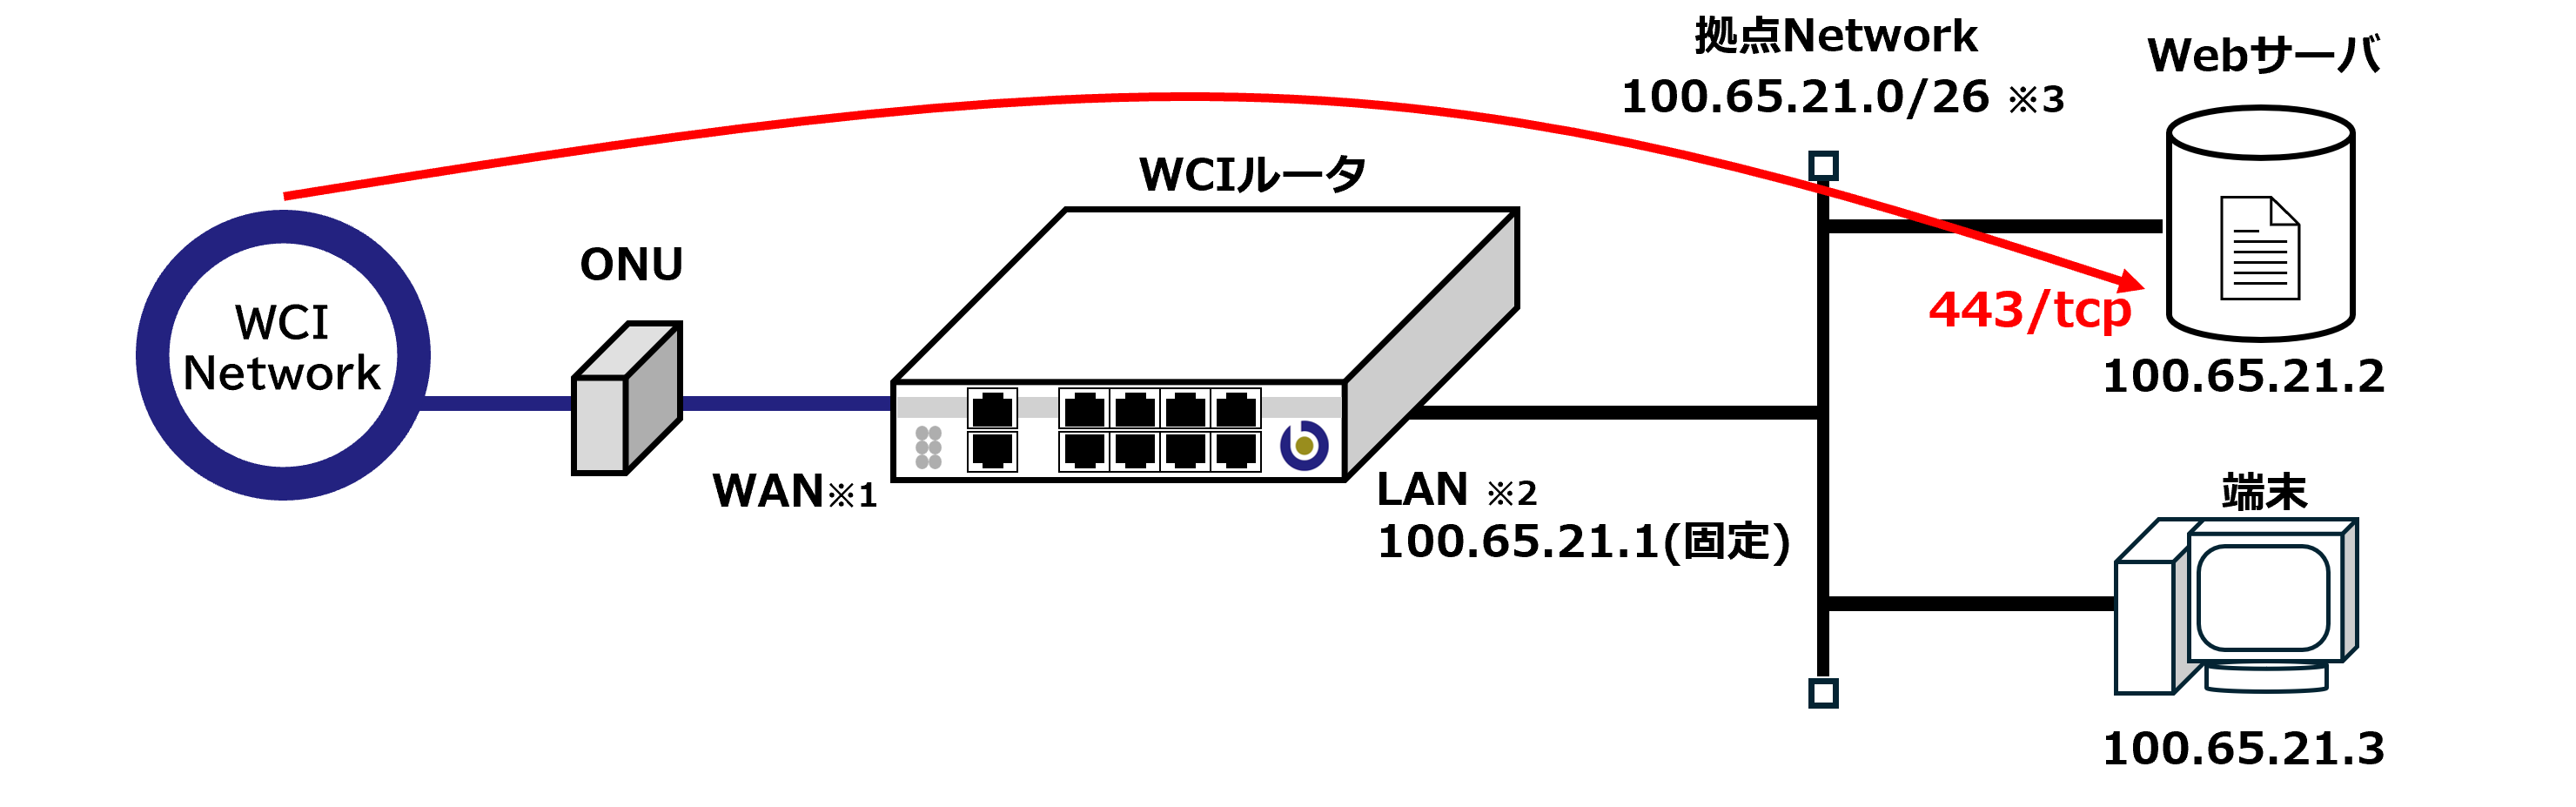 拠点Network
100.65.21.0/26 ※3
Webサーバ
WCIルータ
ONU
WCI
Network
443/tcp
100.65.21.2
WAN※1
LAN ※2
100.65.21.1(固定)
端末
100.65.21.3